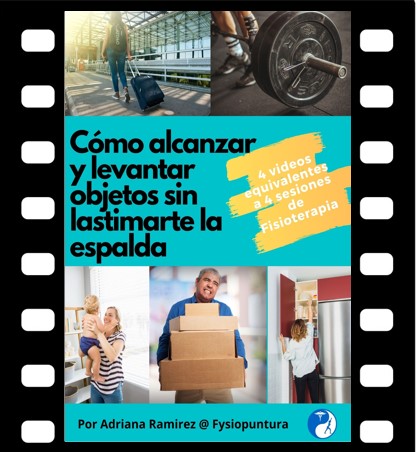 Cómo alcanzar
y levantar
objetos sin
lastimarte la
espalda
4 videos
equivalentes
a 4 sesiones
de
Fisioterapia
Por Adriana Ramirez @ Fysiopuntura